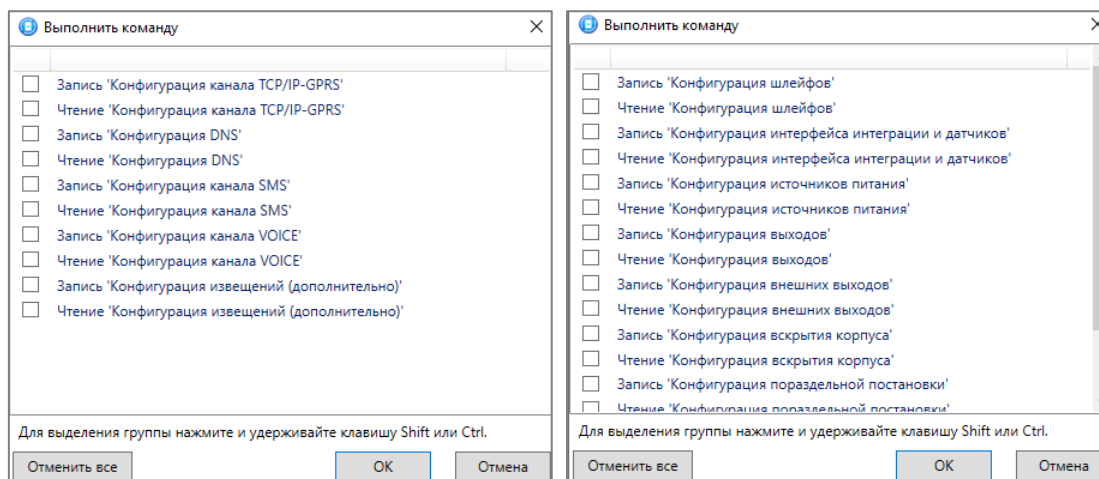 Выполнить команду
Запись 'Конфигурация канала TCP/IP-GPRS'
Чтение 'Конфигурация канала TCP/IP-GPRS'
Запись 'Конфигурация DNS'
Чтение 'Конфигурация DNS'
Запись 'Конфигурация канала SMS'
Чтение 'Конфигурация канала SMS'
Запись 'Конфигурация канала VOICE'
Чтение 'Конфигурация канала VOICE'
Запись 'Конфигурация извещений (дополнительно)'
Чтение 'Конфигурация извещений (дополнительно)'
Для выделения группы нажмите и удерживайте клавишу Shift или Ctrl.
Отменить все
OK
Отмена
Выполнить команду
Запись 'Конфигурация шлейфов'
Чтение 'Конфигурация шлейфов'
Запись 'Конфигурация интерфейса интеграции и датчиков'
Чтение 'Конфигурация интерфейса интеграции и датчиков'
Запись 'Конфигурация источников питания'
Чтение 'Конфигурация источников питания'
Запись 'Конфигурация выходов'
Чтение 'Конфигурация выходов'
Запись 'Конфигурация внешних выходов'
Чтение 'Конфигурация внешних выходов'
Запись 'Конфигурация вскрытия корпуса'
Чтение 'Конфигурация вскрытия корпуса'
Запись 'Конфигурация пораздельной постановки'
Чтение 'Конфигурация пораздельной постановки'
Для выделения группы нажмите и удерживайте клавишу Shift или Ctrl.
Отменить все
OK
Отмена